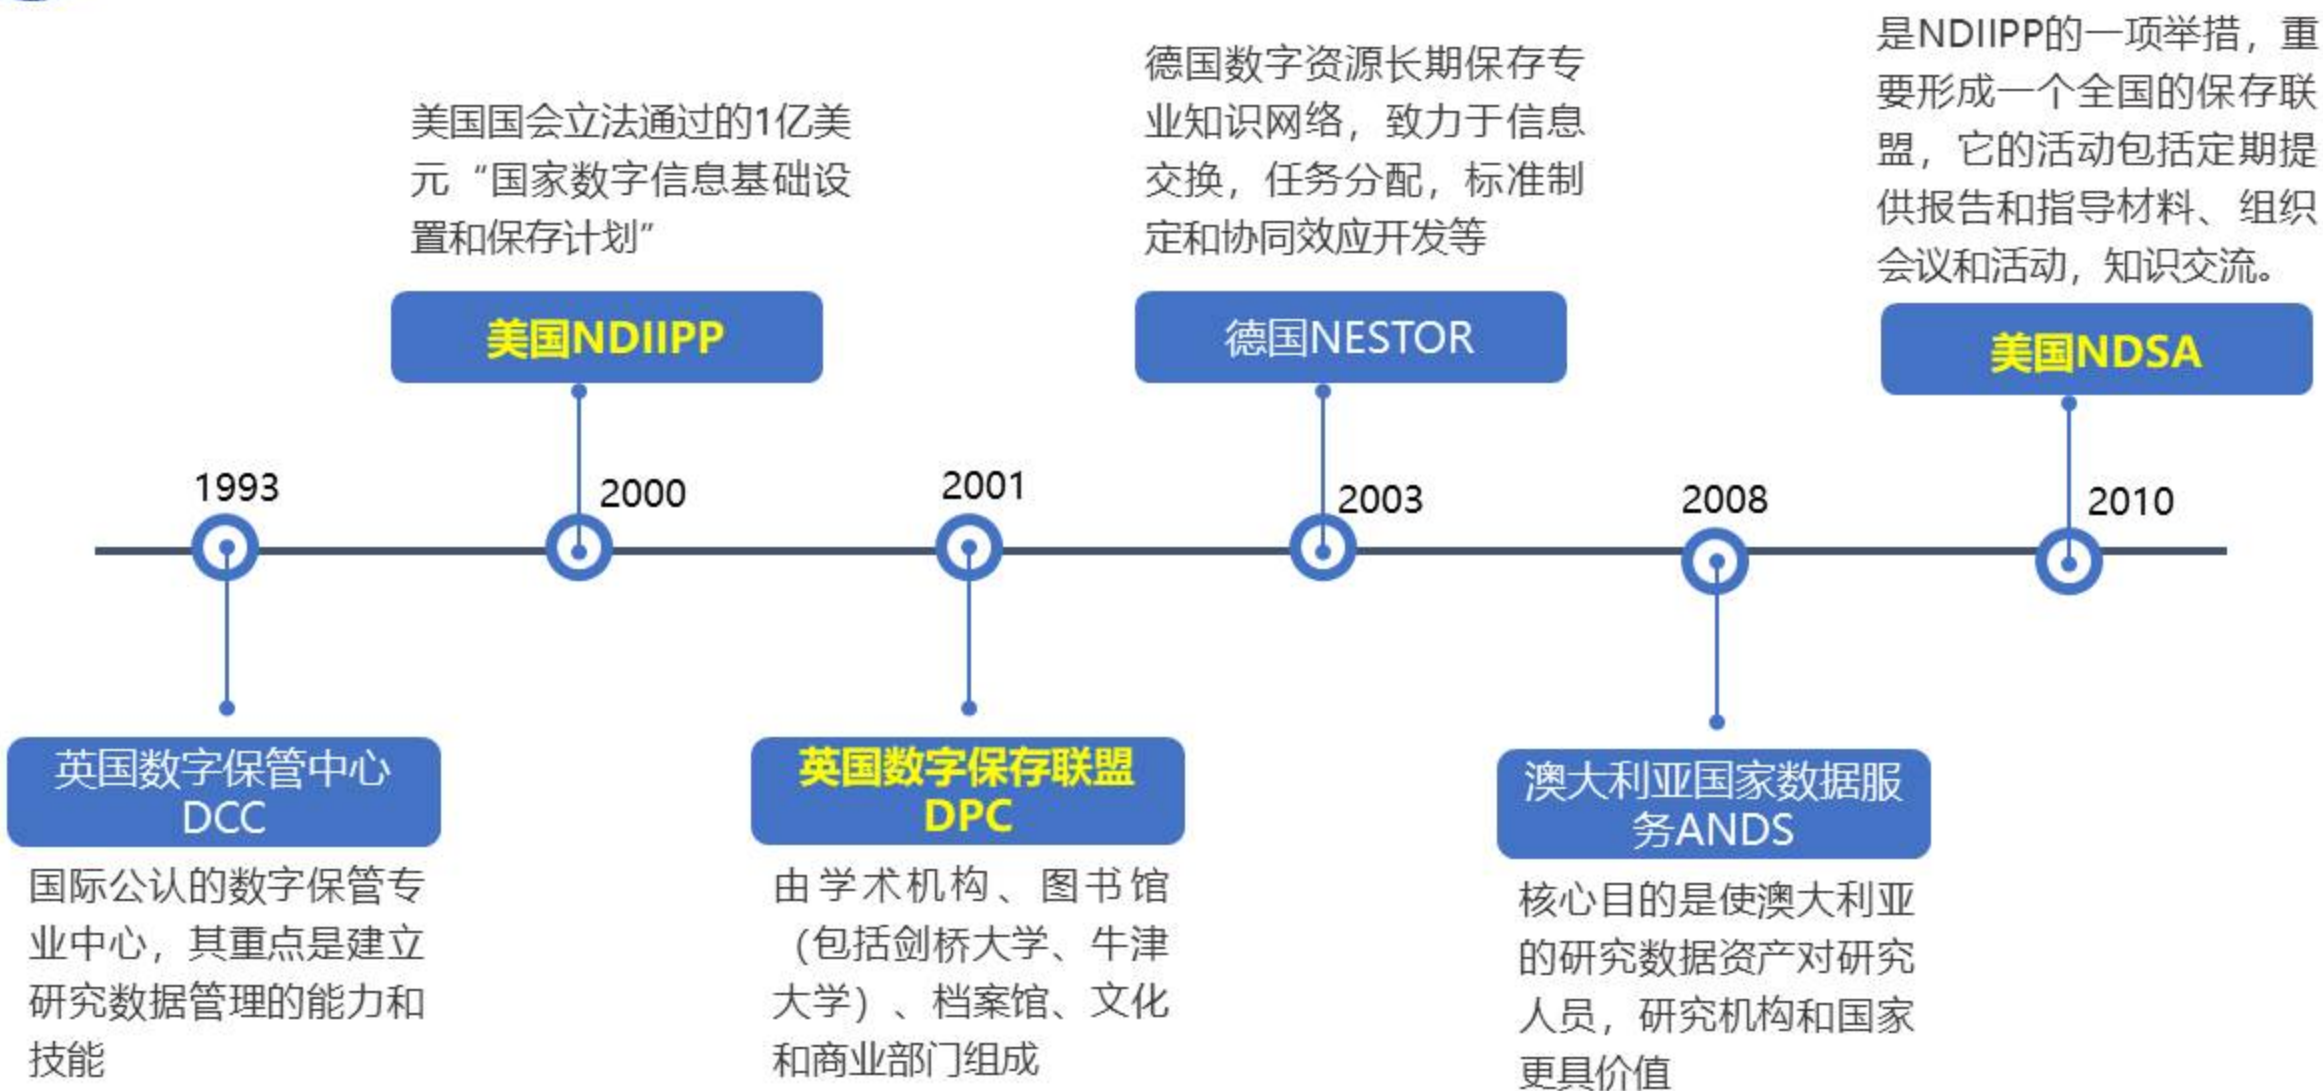 美国国会立法通过的1亿美
元“国家数字信息基础设
置和保存计划”
美国NDIIPP
德国数字资源长期保存专
业知识网络，致力于信息
交换，任务分配，标准制
定和协同效应开发等
德国NESTOR
是NDIIPP的一项举措，重
要形成一个全国的保存联
盟，它的活动包括定期提
供报告和指导材料、组织
会议和活动，知识交流。
美国NDSA
1993
2000
2001
2003
2008
2010
英国数字保管中心
DCC
国际公认的数字保管专
业中心，其重点是建立
研究数据管理的能力和
技能
英国数字保存联盟
DPC
由学术机构、图书馆
（包括剑桥大学、牛津
大学）、档案馆、文化
和商业部门组成
澳大利亚国家数据服
务ANDS
核心目的是使澳大利亚
的研究数据资产对研究
人员，研究机构和国家
更具价值